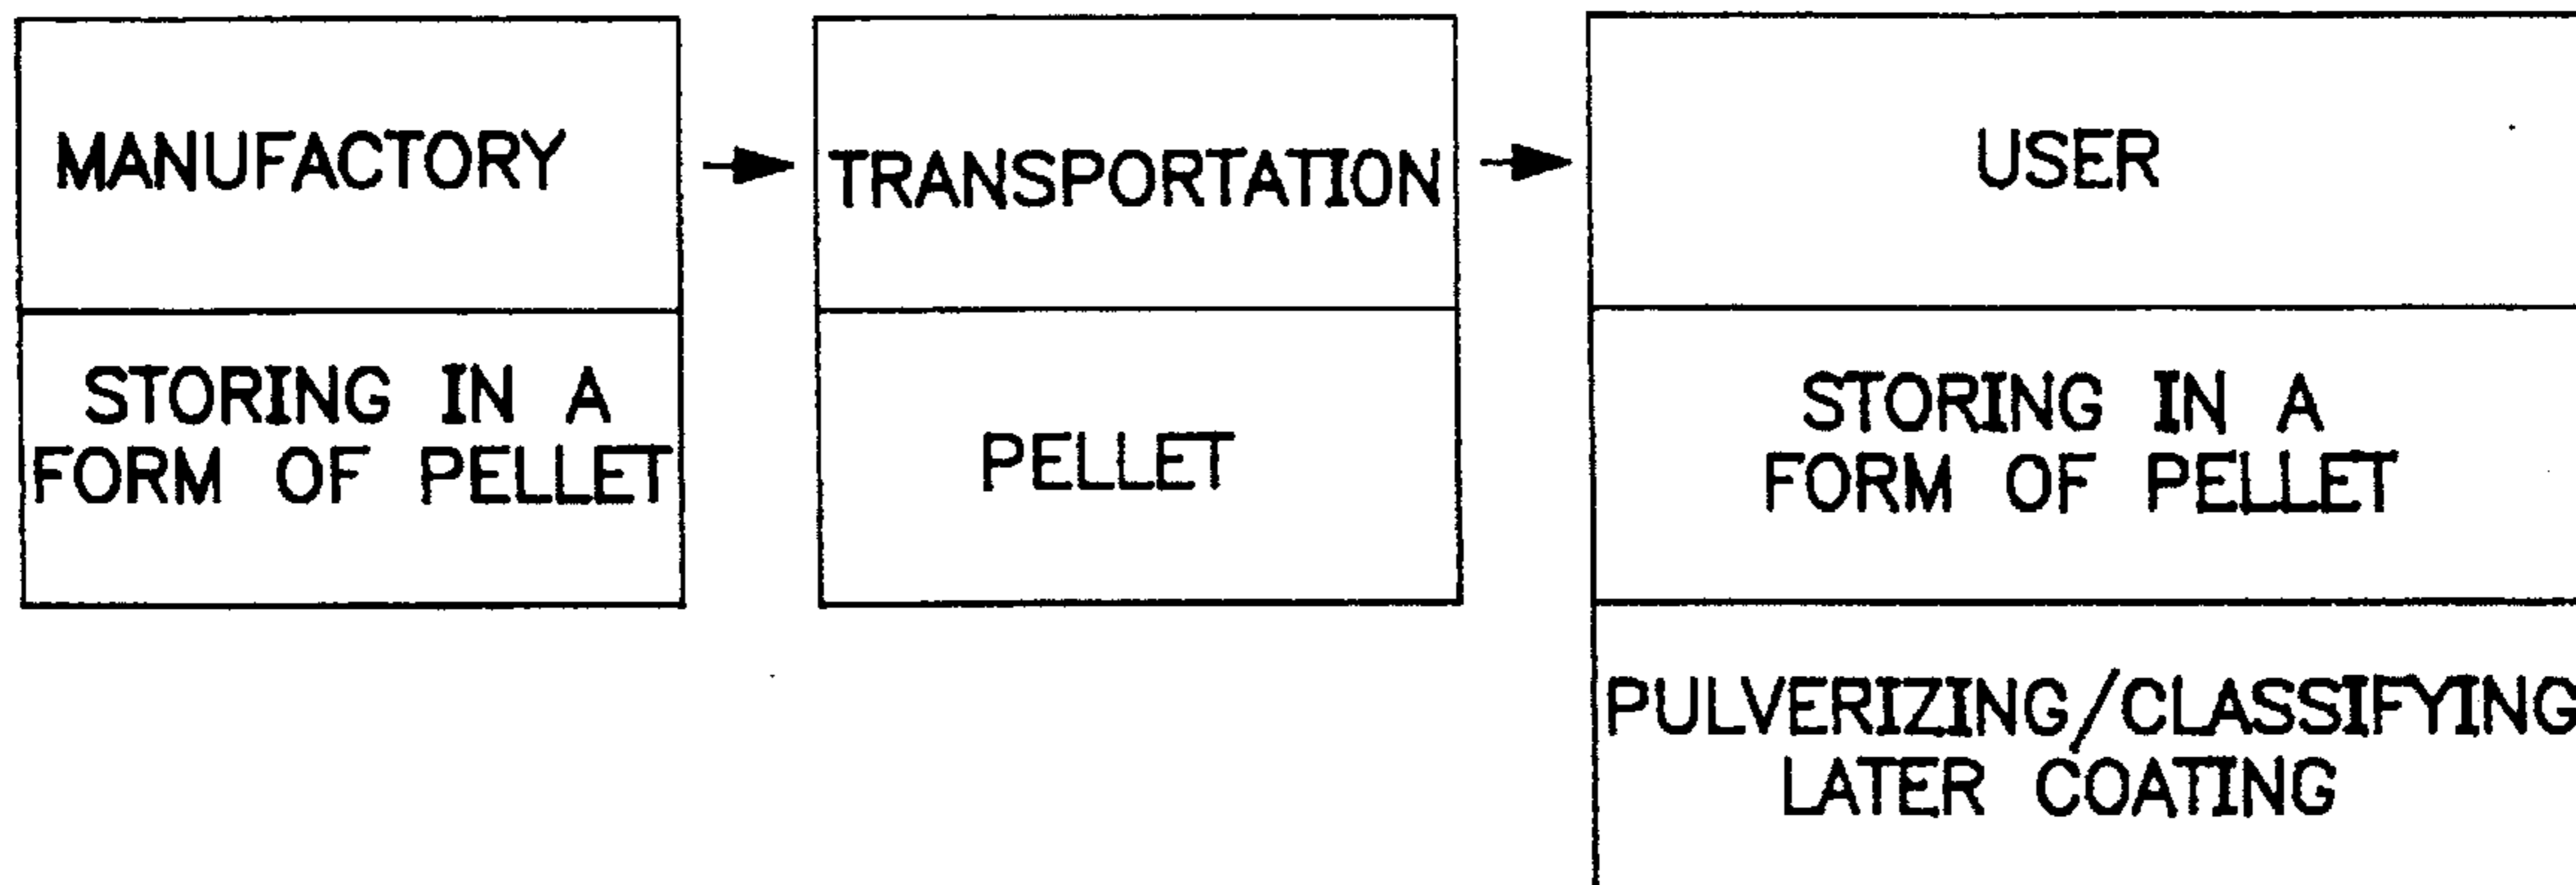 MANUFACTORY
STORING IN A
FORM OF PELLET
TRANSPORTATION
PELLET
USER
STORING IN A
FORM OF PELLET
PULVERIZING/CLASSIFYING
LATER COATING